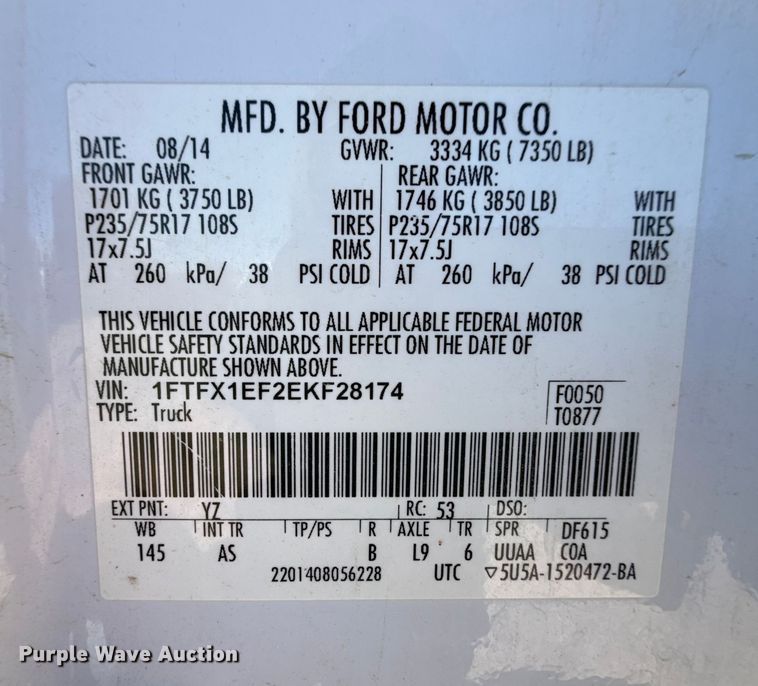 MFD. BY FORD MOTOR CO.
DATE: 08/14 GVWR: 3334 KG ( 7350 LB)
FRONT GAWR: REAR GAWR:
1701 KG ( 3750 LB) WITH 1746 KG ( 3850 LB) WITH
P235/75R17 108S TIRES P235/75R17 108S TIRES
17x7.5J RIMS 17x7.5J RIMS
AT 260 kPa/ 38 PSI COLD AT 260 kPa/ 38 PSI COLD
THIS VEHICLE CONFORMS TO ALL APPLICABLE FEDERAL MOTOR
VEHICLE SAFETY STANDARDS IN EFFECT ON THE DATE OF
MANUFACTURE SHOWN ABOVE.
VIN: 1FTFX1EF2EKF28174 F0050
TYPE: Truck T0877
EXT PNT: YZ RC: 53 DSO:
WB INT TR TP/PS R AXLE TR SPR DF615
145 AS B L9 6 UUAA COA
2201408056228 UTC ▽5U5A-1520472-BA
Purple Wave Auction